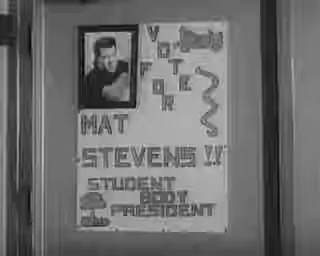 VOTE
FOR
MAT
STEVENS !!
STUDENT
BODY
PRESIDENT